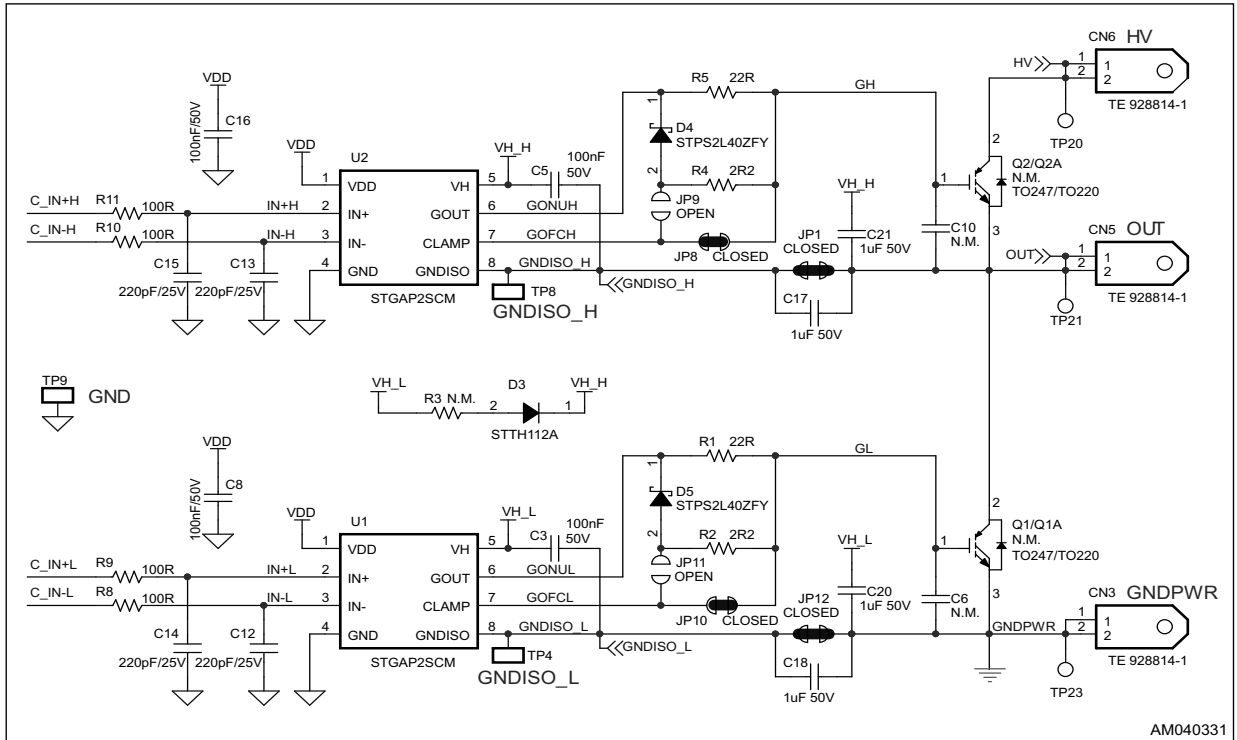 CN6 HV
HV
1
2
1
2
TE 928814-1
TP20
VDD
100nF/50V
C16
R5 22R
GH
1
D4
STPS2L40ZFY
2
R4 2R2
JP9
OPEN
VDD
U2
VH_H
C5
100nF
50V
1 VDD
VH 5
C_IN+H R11 100R IN+H 2 IN+
GOUT 6 GONUH
C_IN-H R10 100R IN-H 3 IN-
CLAMP 7 GOFCH
JP8 CLOSED
4 GND
GNDISO 8 GNDISO_H
C15
220pF/25V
C13
220pF/25V
STGAP2SCM
TP8
GNDISO_H
GNDISO_H
VH_H
C21
1uF 50V
JP1
CLOSED
C17
1uF 50V
C10
N.M.
1
2
3
Q2/Q2A
N.M.
TO247/TO220
CN5 OUT
OUT
1
2
1
2
TE 928814-1
TP21
TP9
GND
VH_L
R3 N.M.
2
D3
1
VH_H
STTH112A
VDD
100nF/50V
C8
R1 22R
GL
1
D5
STPS2L40ZFY
2
R2 2R2
JP11
OPEN
VDD
U1
VH_L
C3
100nF
50V
1 VDD
VH 5
C_IN+L R9 100R IN+L 2 IN+
GOUT 6 GONUL
C_IN-L R8 100R IN-L 3 IN-
CLAMP 7 GOFCL
JP10 CLOSED
4 GND
GNDISO 8 GNDISO_L
C14
220pF/25V
C12
220pF/25V
STGAP2SCM
TP4
GNDISO_L
GNDISO_L
VH_L
C20
1uF 50V
JP12
CLOSED
C18
1uF 50V
C6
N.M.
1
2
3
Q1/Q1A
N.M.
TO247/TO220
GNDPWR
CN3 GNDPWR
1
2
1
2
TE 928814-1
TP23
AM040331